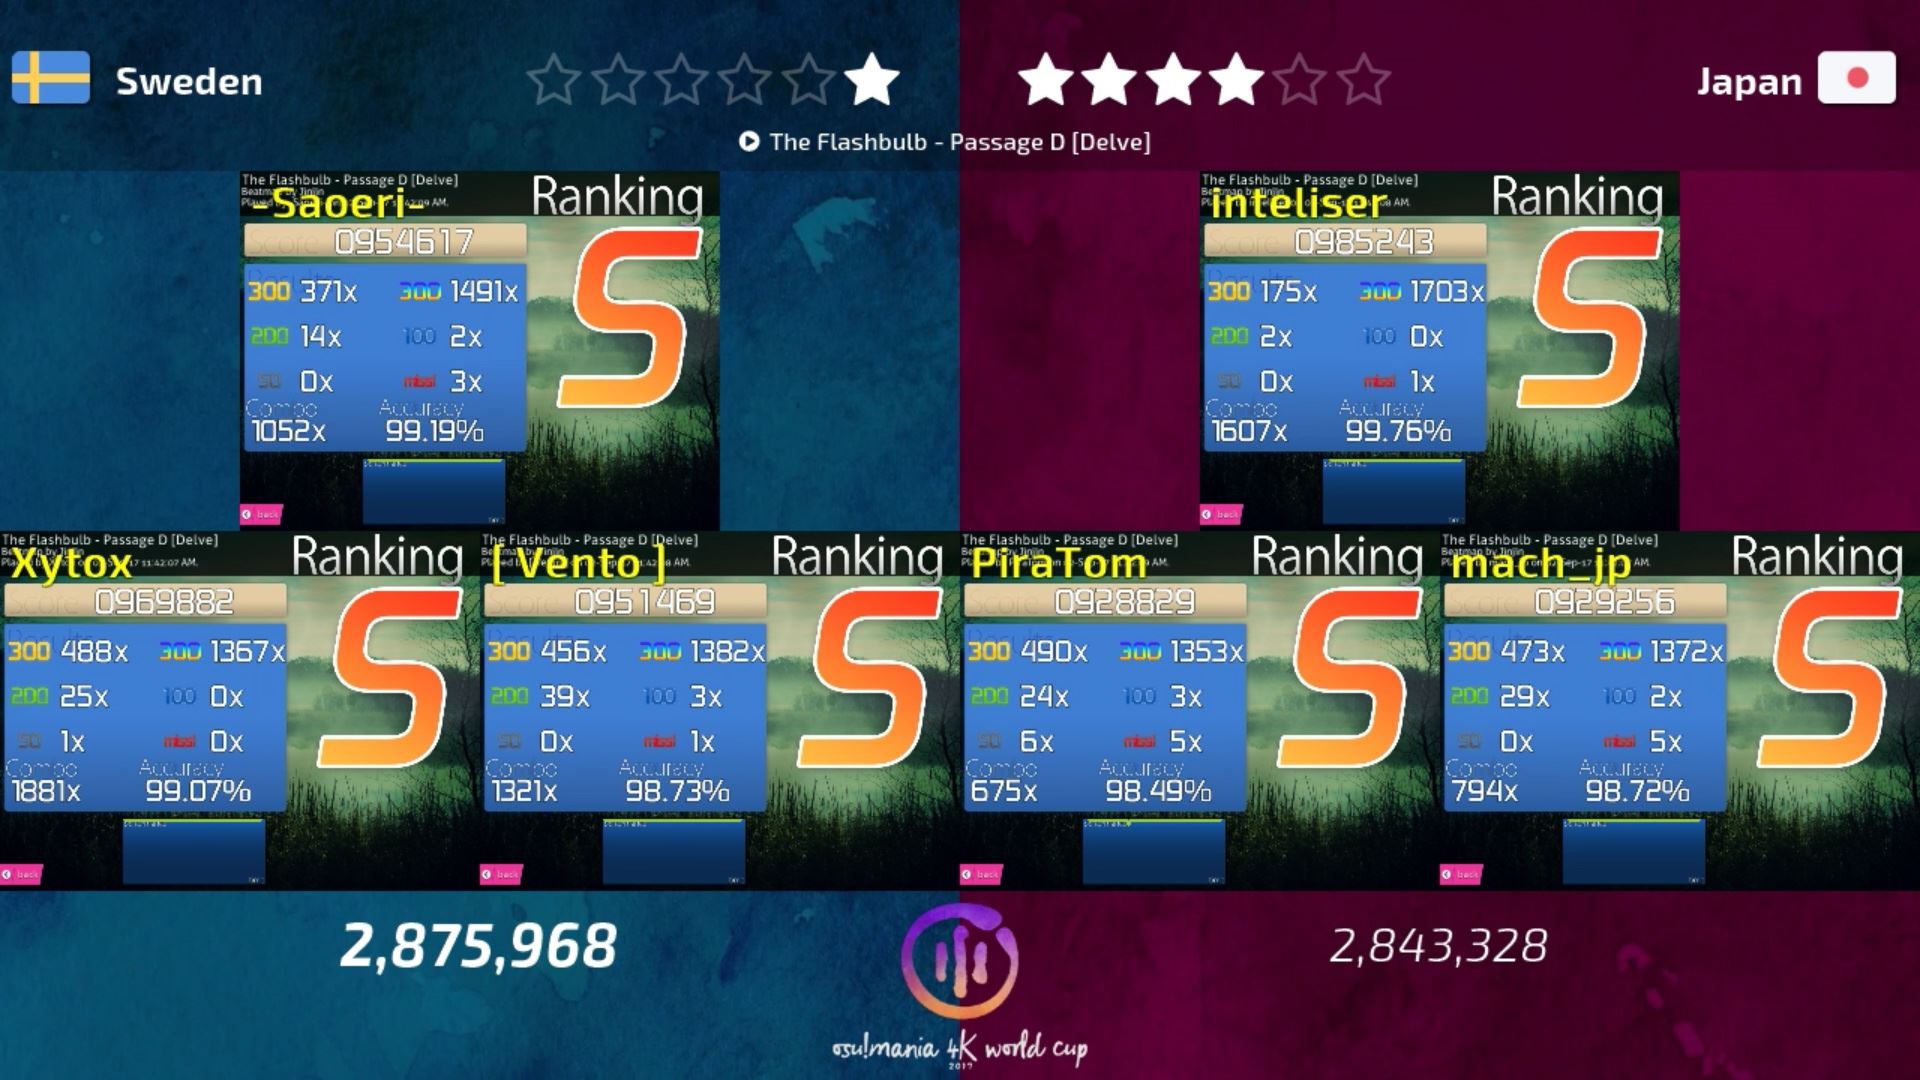 Sweden
Japan
The Flashbulb - Passage D [Delve]
The Flashbulb - Passage D [Delve]
Ranking
-Saoeri-
Score 0954617
300 371x 300 1491x
200 14x 100 2x
50 0x miss! 3x
Combo Accuracy
1052x 99.19%
back
The Flashbulb - Passage D [Delve]
Ranking
inteliser
Score 0985243
300 175x 300 1703x
200 2x 100 0x
50 0x miss! 1x
Combo Accuracy
1607x 99.76%
back
The Flashbulb - Passage D [Delve]
Ranking
Xytox
Score 0969882
300 488x 300 1367x
200 25x 100 0x
50 1x miss! 0x
Combo Accuracy
1881x 99.07%
back
The Flashbulb - Passage D [Delve]
Ranking
[ Vento ]
Score 0951469
300 456x 300 1382x
200 39x 100 3x
50 0x miss! 1x
Combo Accuracy
1321x 98.73%
back
The Flashbulb - Passage D [Delve]
Ranking
PiraTom
Score 0928829
300 490x 300 1353x
200 24x 100 3x
50 6x miss! 5x
Combo Accuracy
675x 98.49%
back
The Flashbulb - Passage D [Delve]
Ranking
mach_jp
Score 0929256
300 473x 300 1372x
200 29x 100 2x
50 0x miss! 5x
Combo Accuracy
794x 98.72%
back
2,875,968
2,843,328
osu!mania 4K world cup
2017